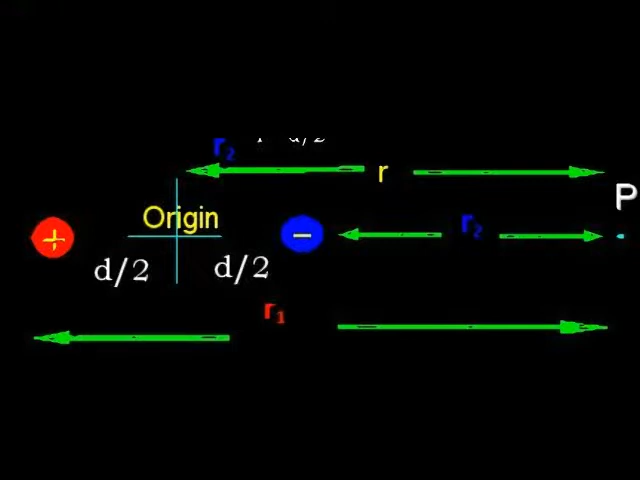 r₂
r
P
Origin
+
−
r₂
d/2 d/2
r₁